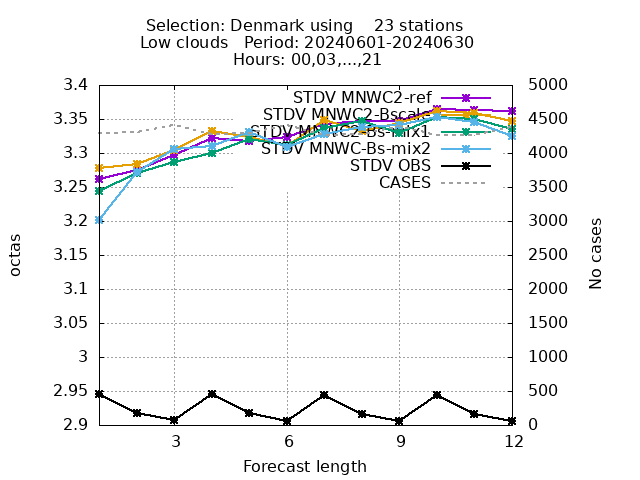 Selection: Denmark using 23 stations
Low clouds Period: 20240601-20240630
Hours: 00,03,...,21
STDV MNWC2-ref
STDV MNWC2-Bscale
STDV MNWC2-Bs-mix1
STDV MNWC-Bs-mix2
STDV OBS
CASES
octas
3.4
3.35
3.3
3.25
3.2
3.15
3.1
3.05
3
2.95
2.9
5000
4500
4000
3500
3000
2500
2000
1500
1000
500
0
No cases
3 6 9 12
Forecast length